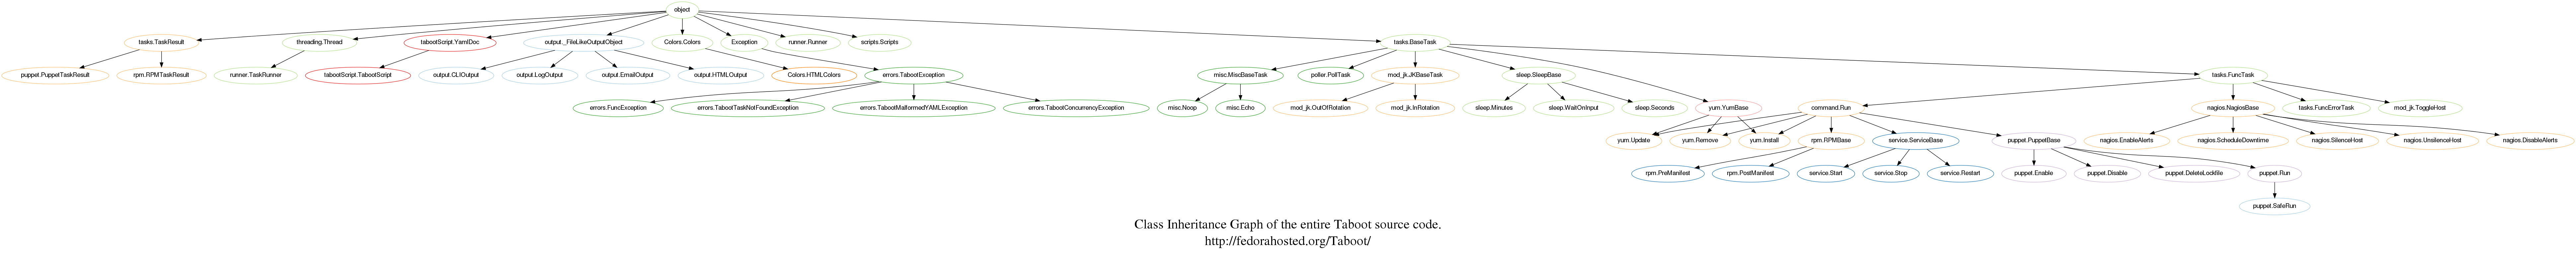 object
tasks.TaskResult
threading.Thread
tabootScript.YamlDoc
output._FileLikeOutputObject
Colors.Colors
Exception
runner.Runner
scripts.Scripts
tasks.BaseTask
puppet.PuppetTaskResult
rpm.RPMTaskResult
runner.TaskRunner
tabootScript.TabootScript
output.CLIOutput
output.LogOutput
output.EmailOutput
output.HTMLOutput
Colors.HTMLColors
errors.TabootException
misc.MiscBaseTask
poller.PollTask
mod_jk.JKBaseTask
sleep.SleepBase
tasks.FuncTask
errors.FuncException
errors.TabootTaskNotFoundException
errors.TabootMalformedYAMLException
errors.TabootConcurrencyException
misc.Noop
misc.Echo
mod_jk.OutOfRotation
mod_jk.InRotation
sleep.Minutes
sleep.WaitOnInput
sleep.Seconds
yum.YumBase
command.Run
nagios.NagiosBase
tasks.FuncErrorTask
mod_jk.ToggleHost
yum.Update
yum.Remove
yum.Install
rpm.RPMBase
service.ServiceBase
puppet.PuppetBase
nagios.EnableAlerts
nagios.ScheduleDowntime
nagios.SilenceHost
nagios.UnsilenceHost
nagios.DisableAlerts
rpm.PreManifest
rpm.PostManifest
service.Start
service.Stop
service.Restart
puppet.Enable
puppet.Disable
puppet.DeleteLockfile
puppet.Run
puppet.SafeRun
Class Inheritance Graph of the entire Taboot source code.
http://fedorahosted.org/Taboot/